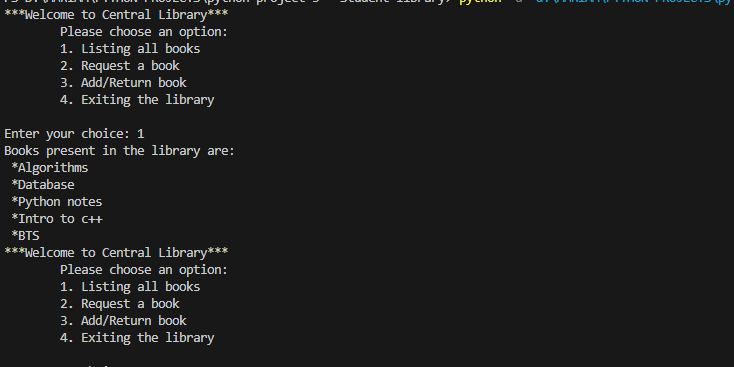 ***Welcome to Central Library***
Please choose an option:
1. Listing all books
2. Request a book
3. Add/Return book
4. Exiting the library
Enter your choice: 1
Books present in the library are:
*Algorithms
*Database
*Python notes
*Intro to c++
*BTS
***Welcome to Central Library***
Please choose an option:
1. Listing all books
2. Request a book
3. Add/Return book
4. Exiting the library